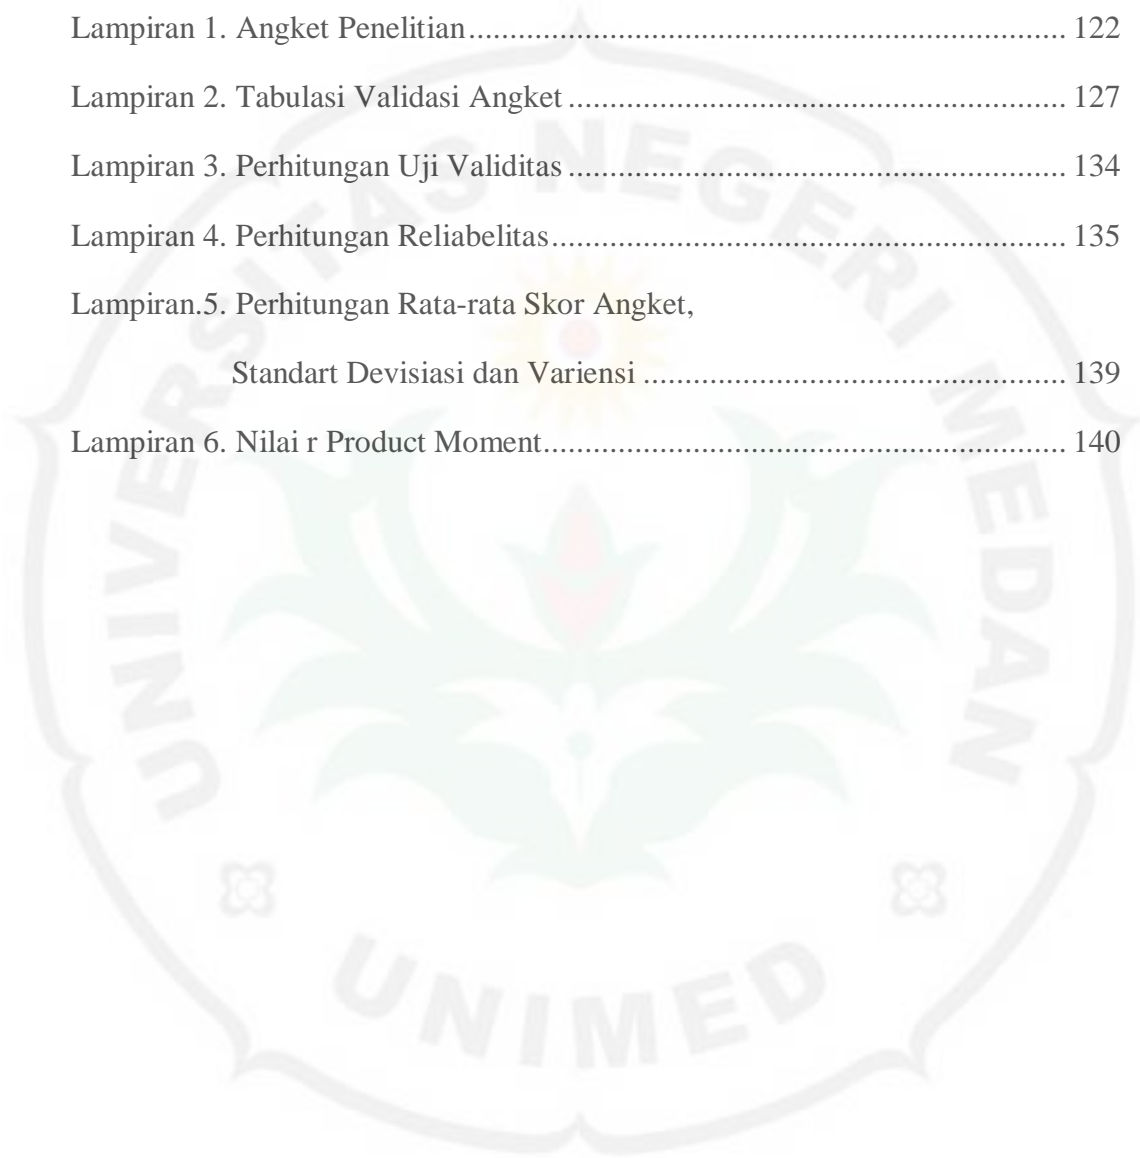 Lampiran 1. Angket Penelitian........................................................................ 122
Lampiran 2. Tabulasi Validasi Angket ............................................................ 127
Lampiran 3. Perhitungan Uji Validitas ............................................................ 134
Lampiran 4. Perhitungan Reliabelitas.............................................................. 135
Lampiran.5. Perhitungan Rata-rata Skor Angket,
Standart Devisiasi dan Variensi ................................................... 139
Lampiran 6. Nilai r Product Moment............................................................... 140
UNIVERSITAS NEGERI MEDAN
UNIMED